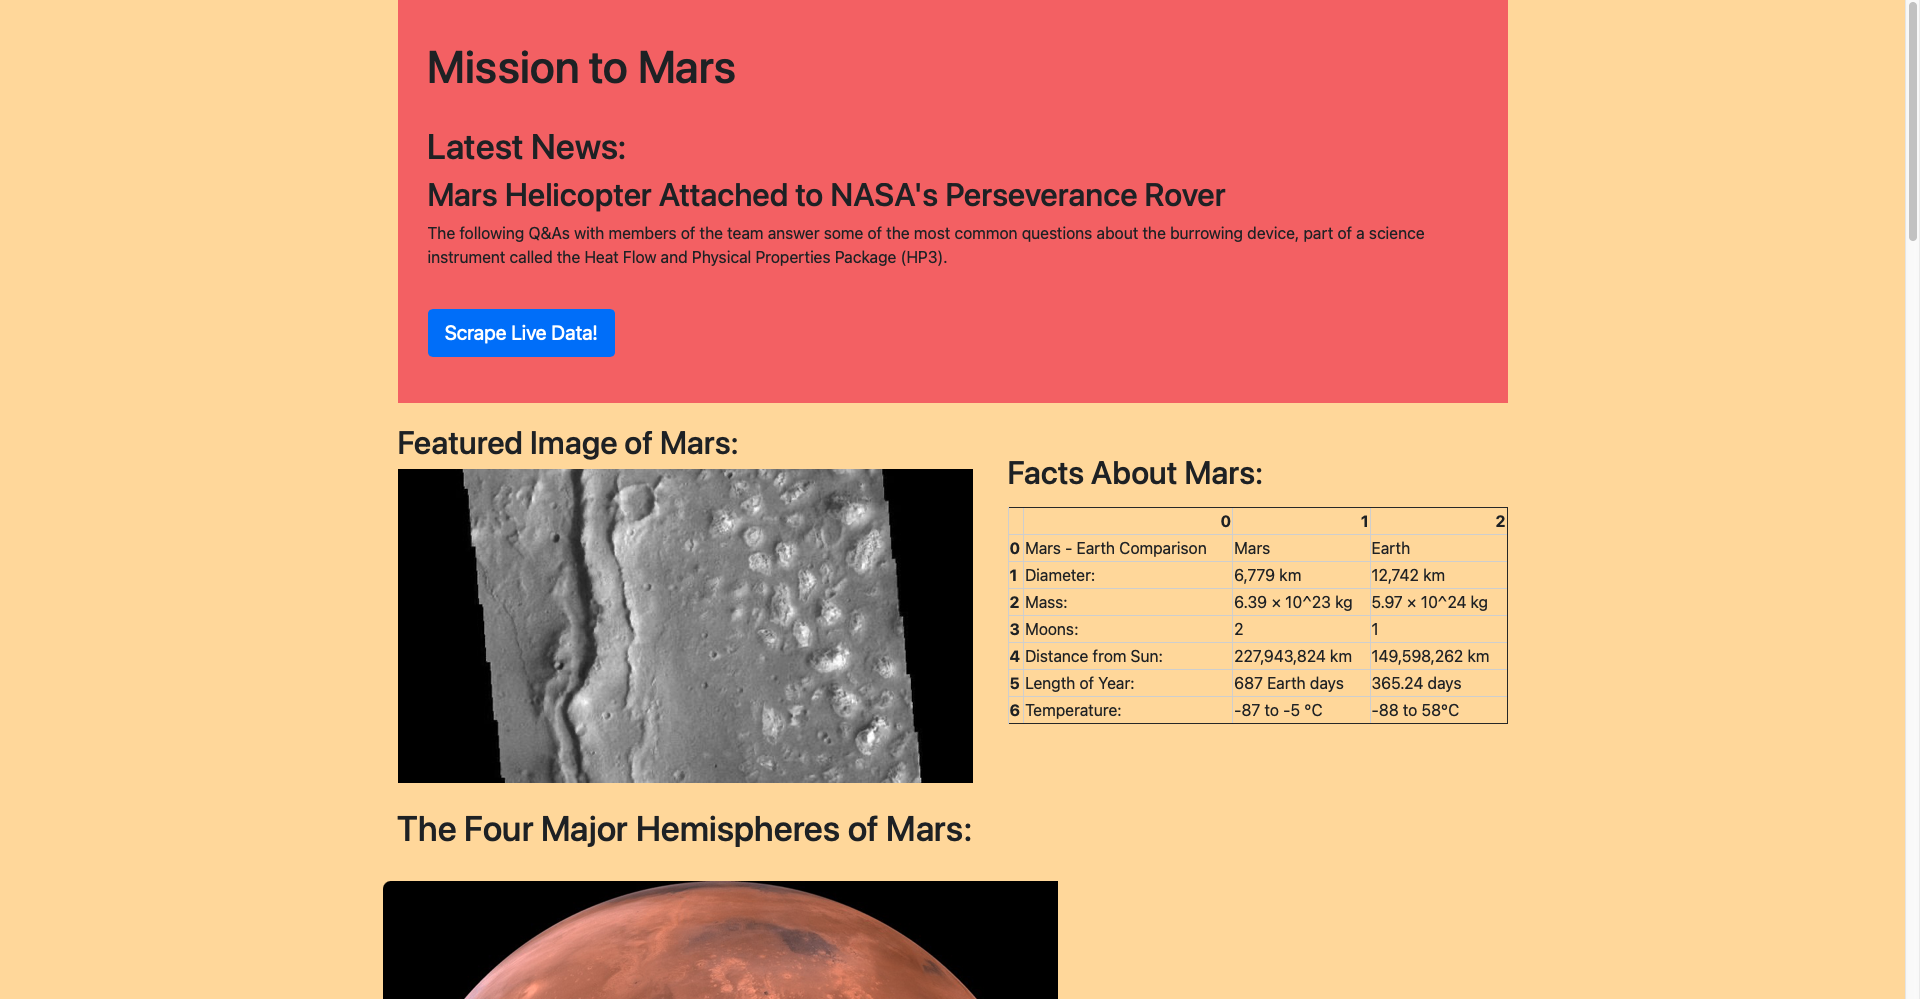 Mission to Mars
Latest News:
Mars Helicopter Attached to NASA's Perseverance Rover
The following Q&As with members of the team answer some of the most common questions about the burrowing device, part of a science
instrument called the Heat Flow and Physical Properties Package (HP3).
Scrape Live Data!
Featured Image of Mars:
Facts About Mars:
0 1 2
0 Mars - Earth Comparison Mars Earth
1 Diameter: 6,779 km 12,742 km
2 Mass: 6.39 × 10^23 kg 5.97 × 10^24 kg
3 Moons: 2 1
4 Distance from Sun: 227,943,824 km 149,598,262 km
5 Length of Year: 687 Earth days 365.24 days
6 Temperature: -87 to -5 °C -88 to 58°C
The Four Major Hemispheres of Mars: